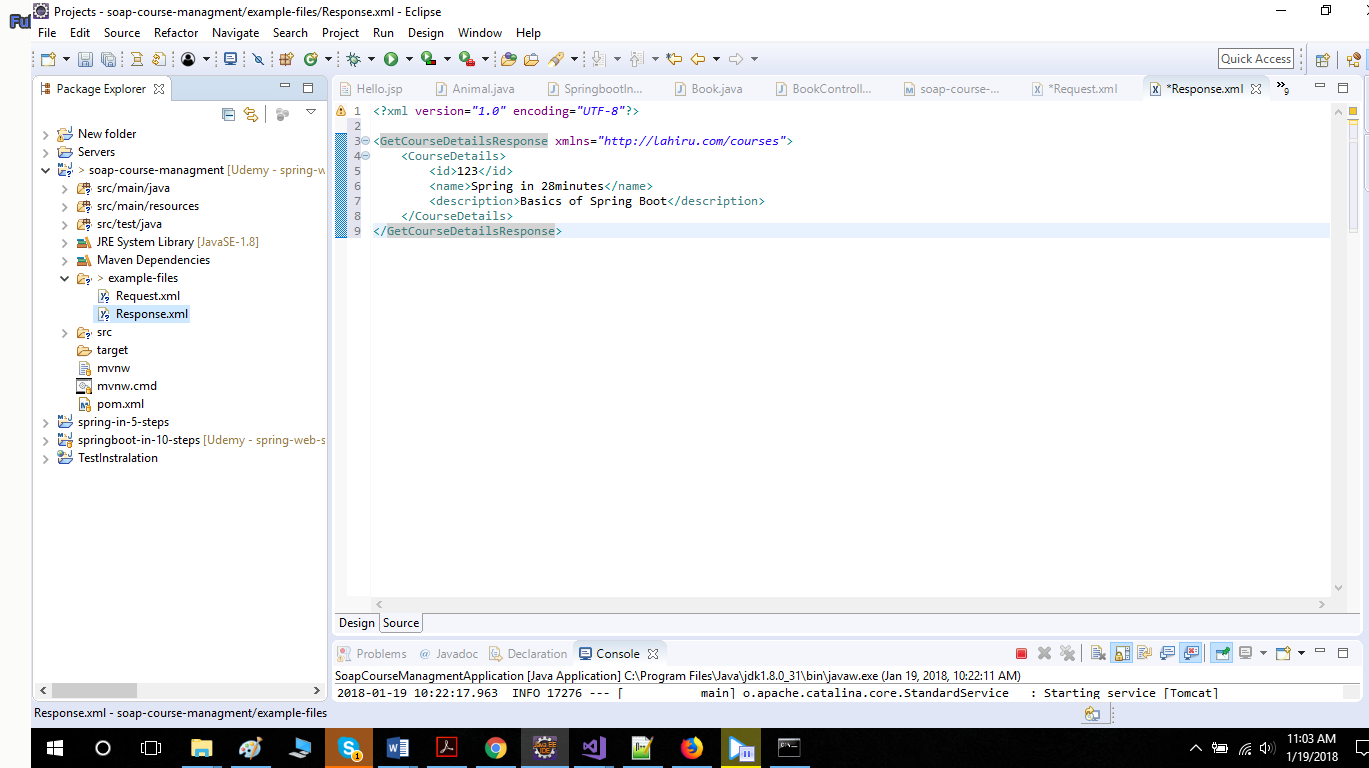 Projects - soap-course-managment/example-files/Response.xml - Eclipse
File Edit Source Refactor Navigate Search Project Run Design Window Help
Quick Access
Package Explorer
Hello.jsp Animal.java SpringbootIn... Book.java BookControll... soap-course-... *Request.xml *Response.xml 9
New folder
Servers
> soap-course-managment [Udemy - spring-w
src/main/java
src/main/resources
src/test/java
JRE System Library [JavaSE-1.8]
Maven Dependencies
> example-files
Request.xml
Response.xml
src
target
mvnw
mvnw.cmd
pom.xml
spring-in-5-steps
springboot-in-10-steps [Udemy - spring-web-s
TestInstralation
1 <?xml version="1.0" encoding="UTF-8"?>
2
3 <GetCourseDetailsResponse xmlns="http://lahiru.com/courses">
4 <CourseDetails>
5 <id>123</id>
6 <name>Spring in 28minutes</name>
7 <description>Basics of Spring Boot</description>
8 </CourseDetails>
9 </GetCourseDetailsResponse>
Design Source
Problems @ Javadoc Declaration Console
SoapCourseManagmentApplication [Java Application] C:\Program Files\Java\jdk1.8.0_31\bin\javaw.exe (Jan 19, 2018, 10:22:11 AM)
2018-01-19 10:22:17.963 INFO 17276 --- [ main] o.apache.catalina.core.StandardService : Starting service [Tomcat]
Response.xml - soap-course-managment/example-files
11:03 AM
1/19/2018